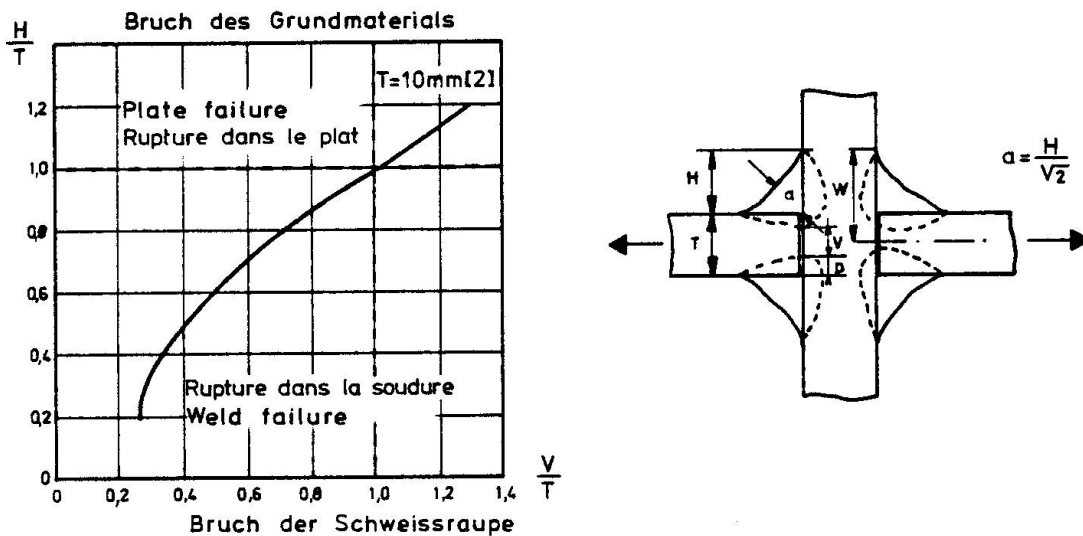 Bruch des Grundmaterials
H/T
T=10mm[2]
Plate failure
Rupture dans le plat
1,2
1,0
0,8
0,6
0,4
0,2
0
Rupture dans la soudure
Weld failure
0 0,2 0,4 0,6 0,8 1,0 1,2 1,4
V/T
Bruch der Schweissraupe
H
a
W
T
V
D
a=H/√2